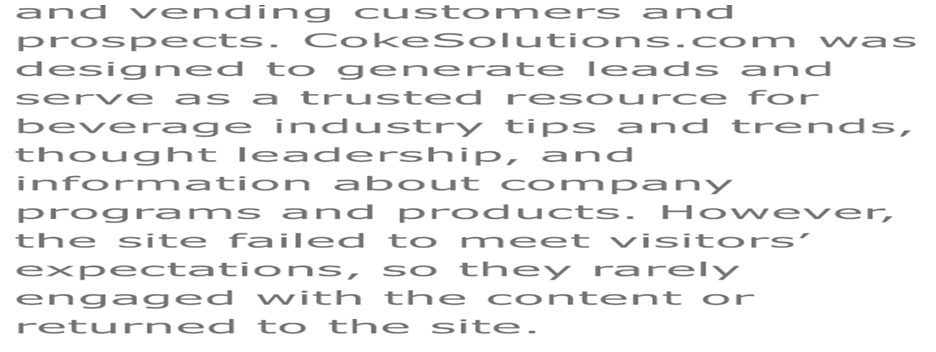 and vending customers and
prospects. CokeSolutions.com was
designed to generate leads and
serve as a trusted resource for
beverage industry tips and trends,
thought leadership, and
information about company
programs and products. However,
the site failed to meet visitors’
expectations, so they rarely
engaged with the content or
returned to the site.